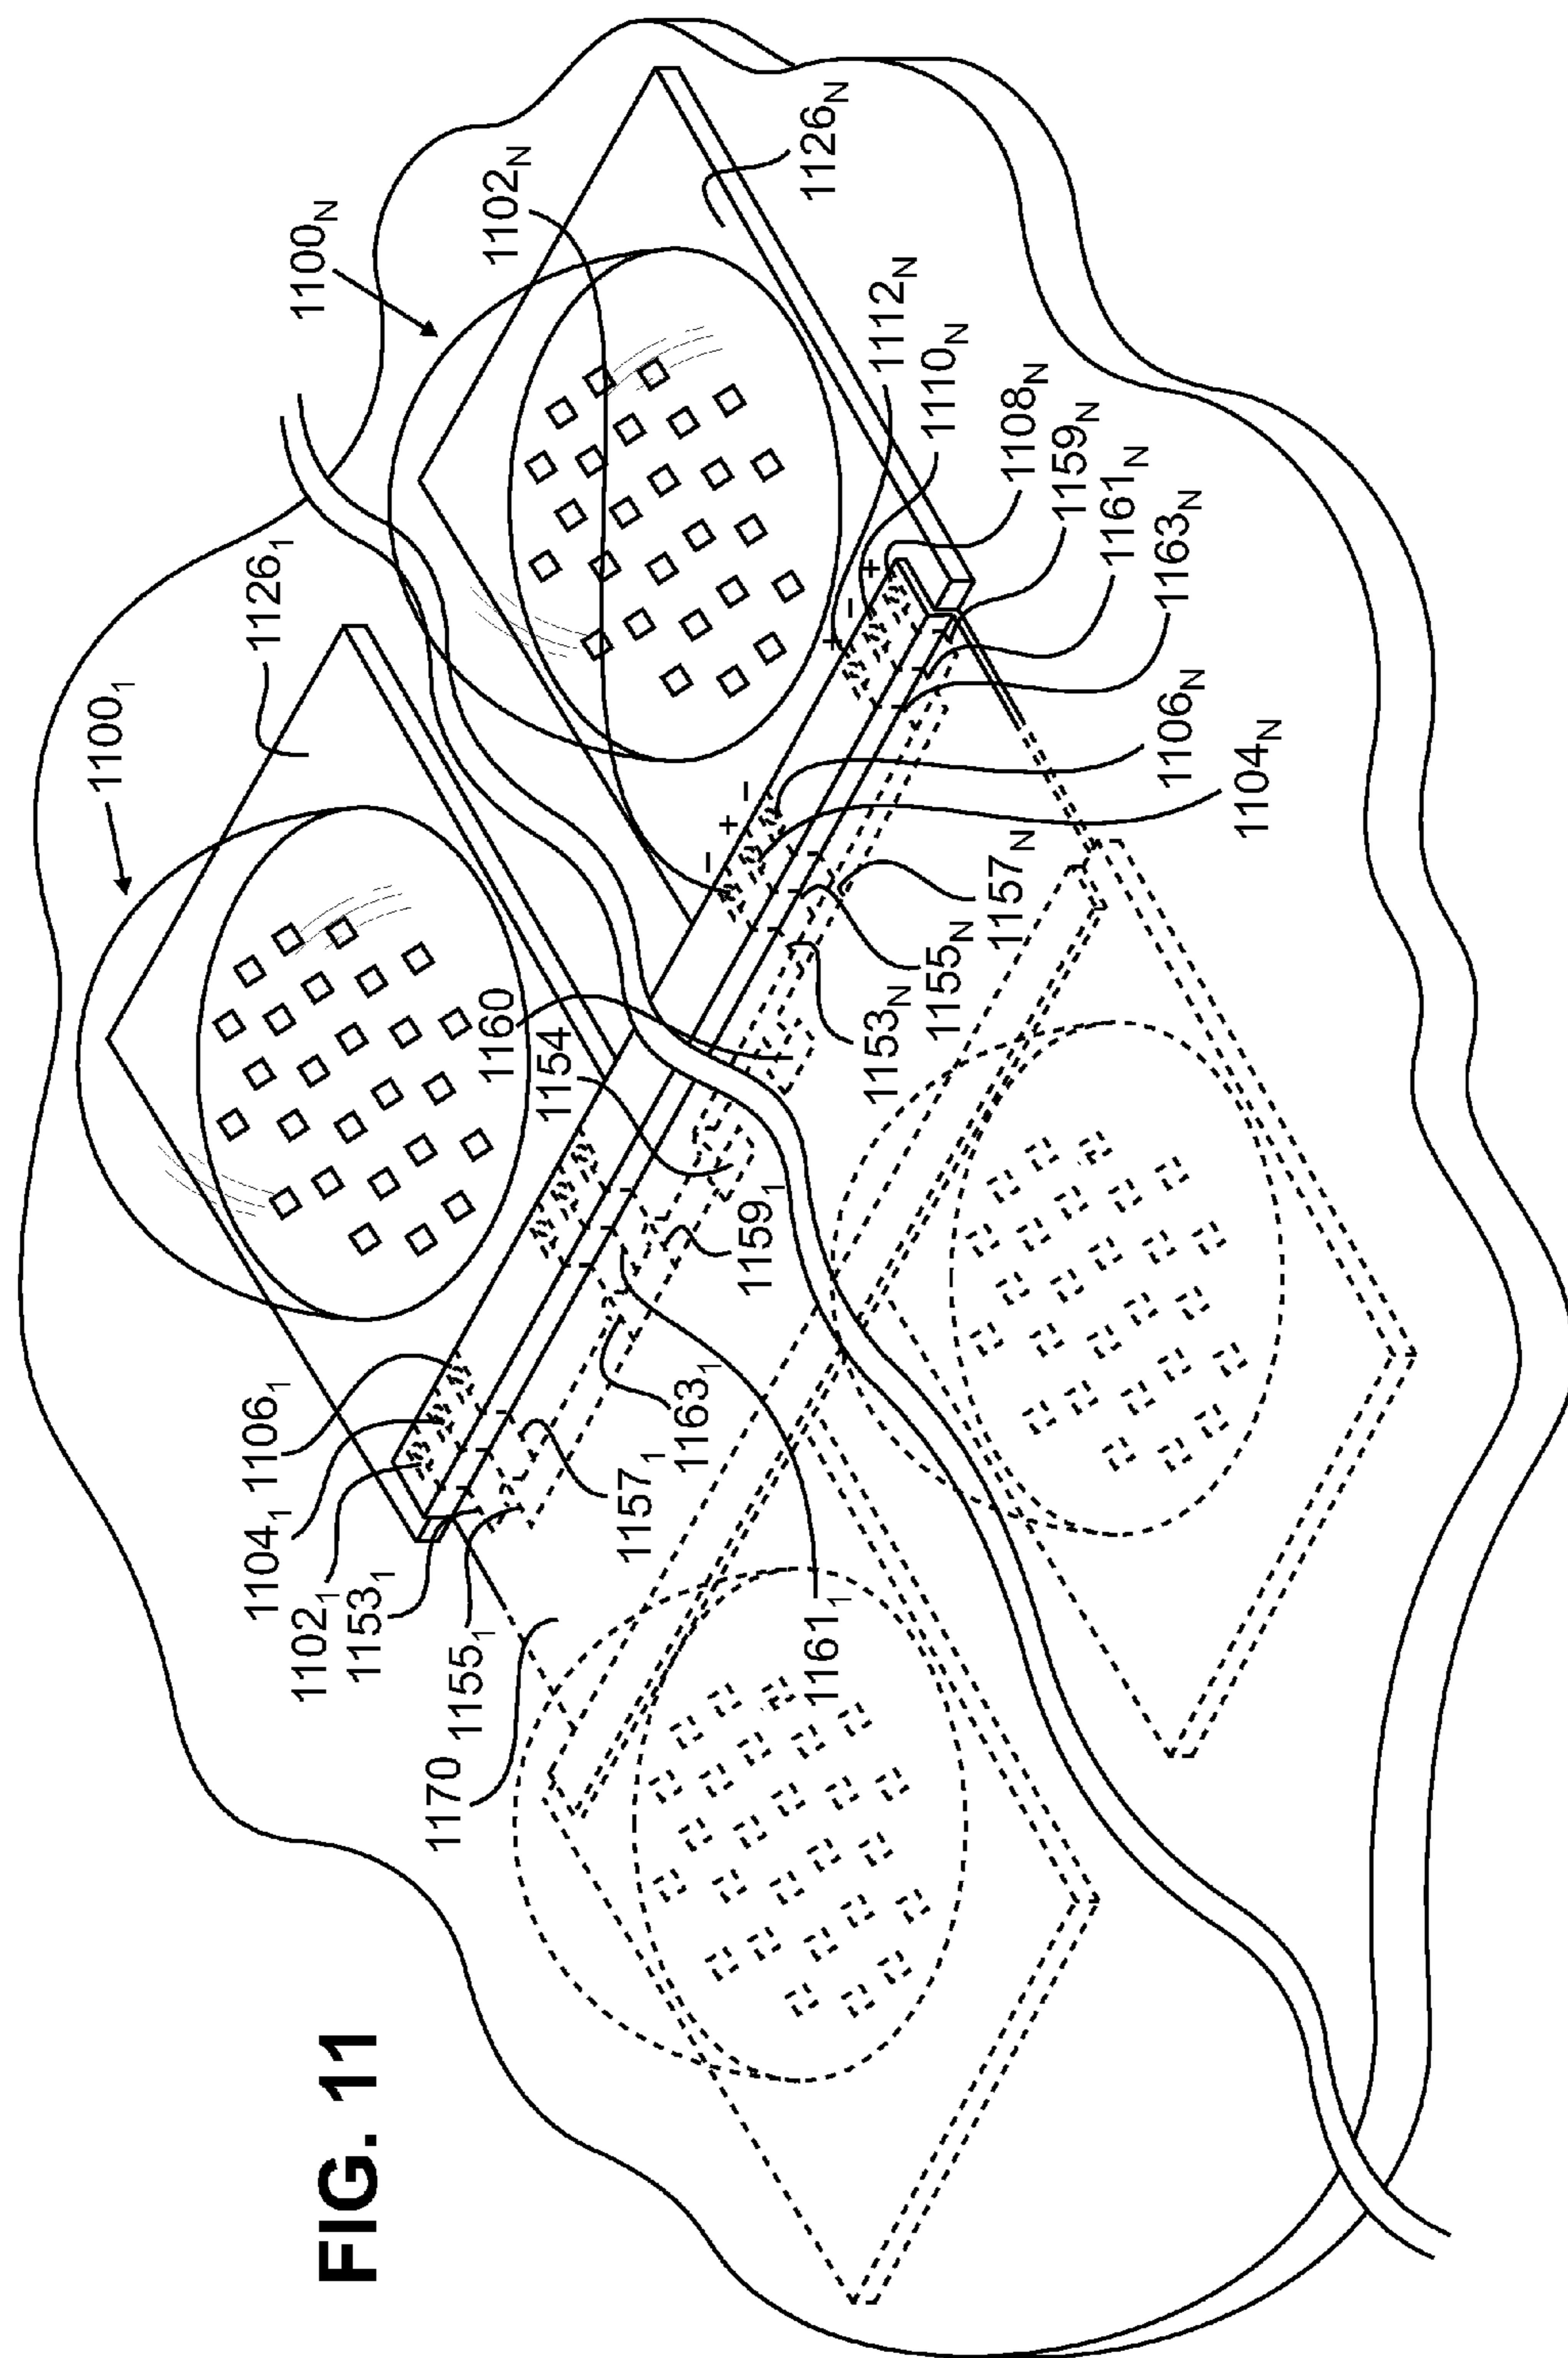 FIG. 11
1100₁
1126₁
1100N
1102N
1126N
1112N
1110N
1108N
1159N
1161N
1163N
1106N
1104N
1157N
1155N
1153N
1160
1154
1159₁
1163₁
1157₁
1161₁
1106₁
1104₁
1102₁
1153₁
1155₁
1170
− + −
+ − +